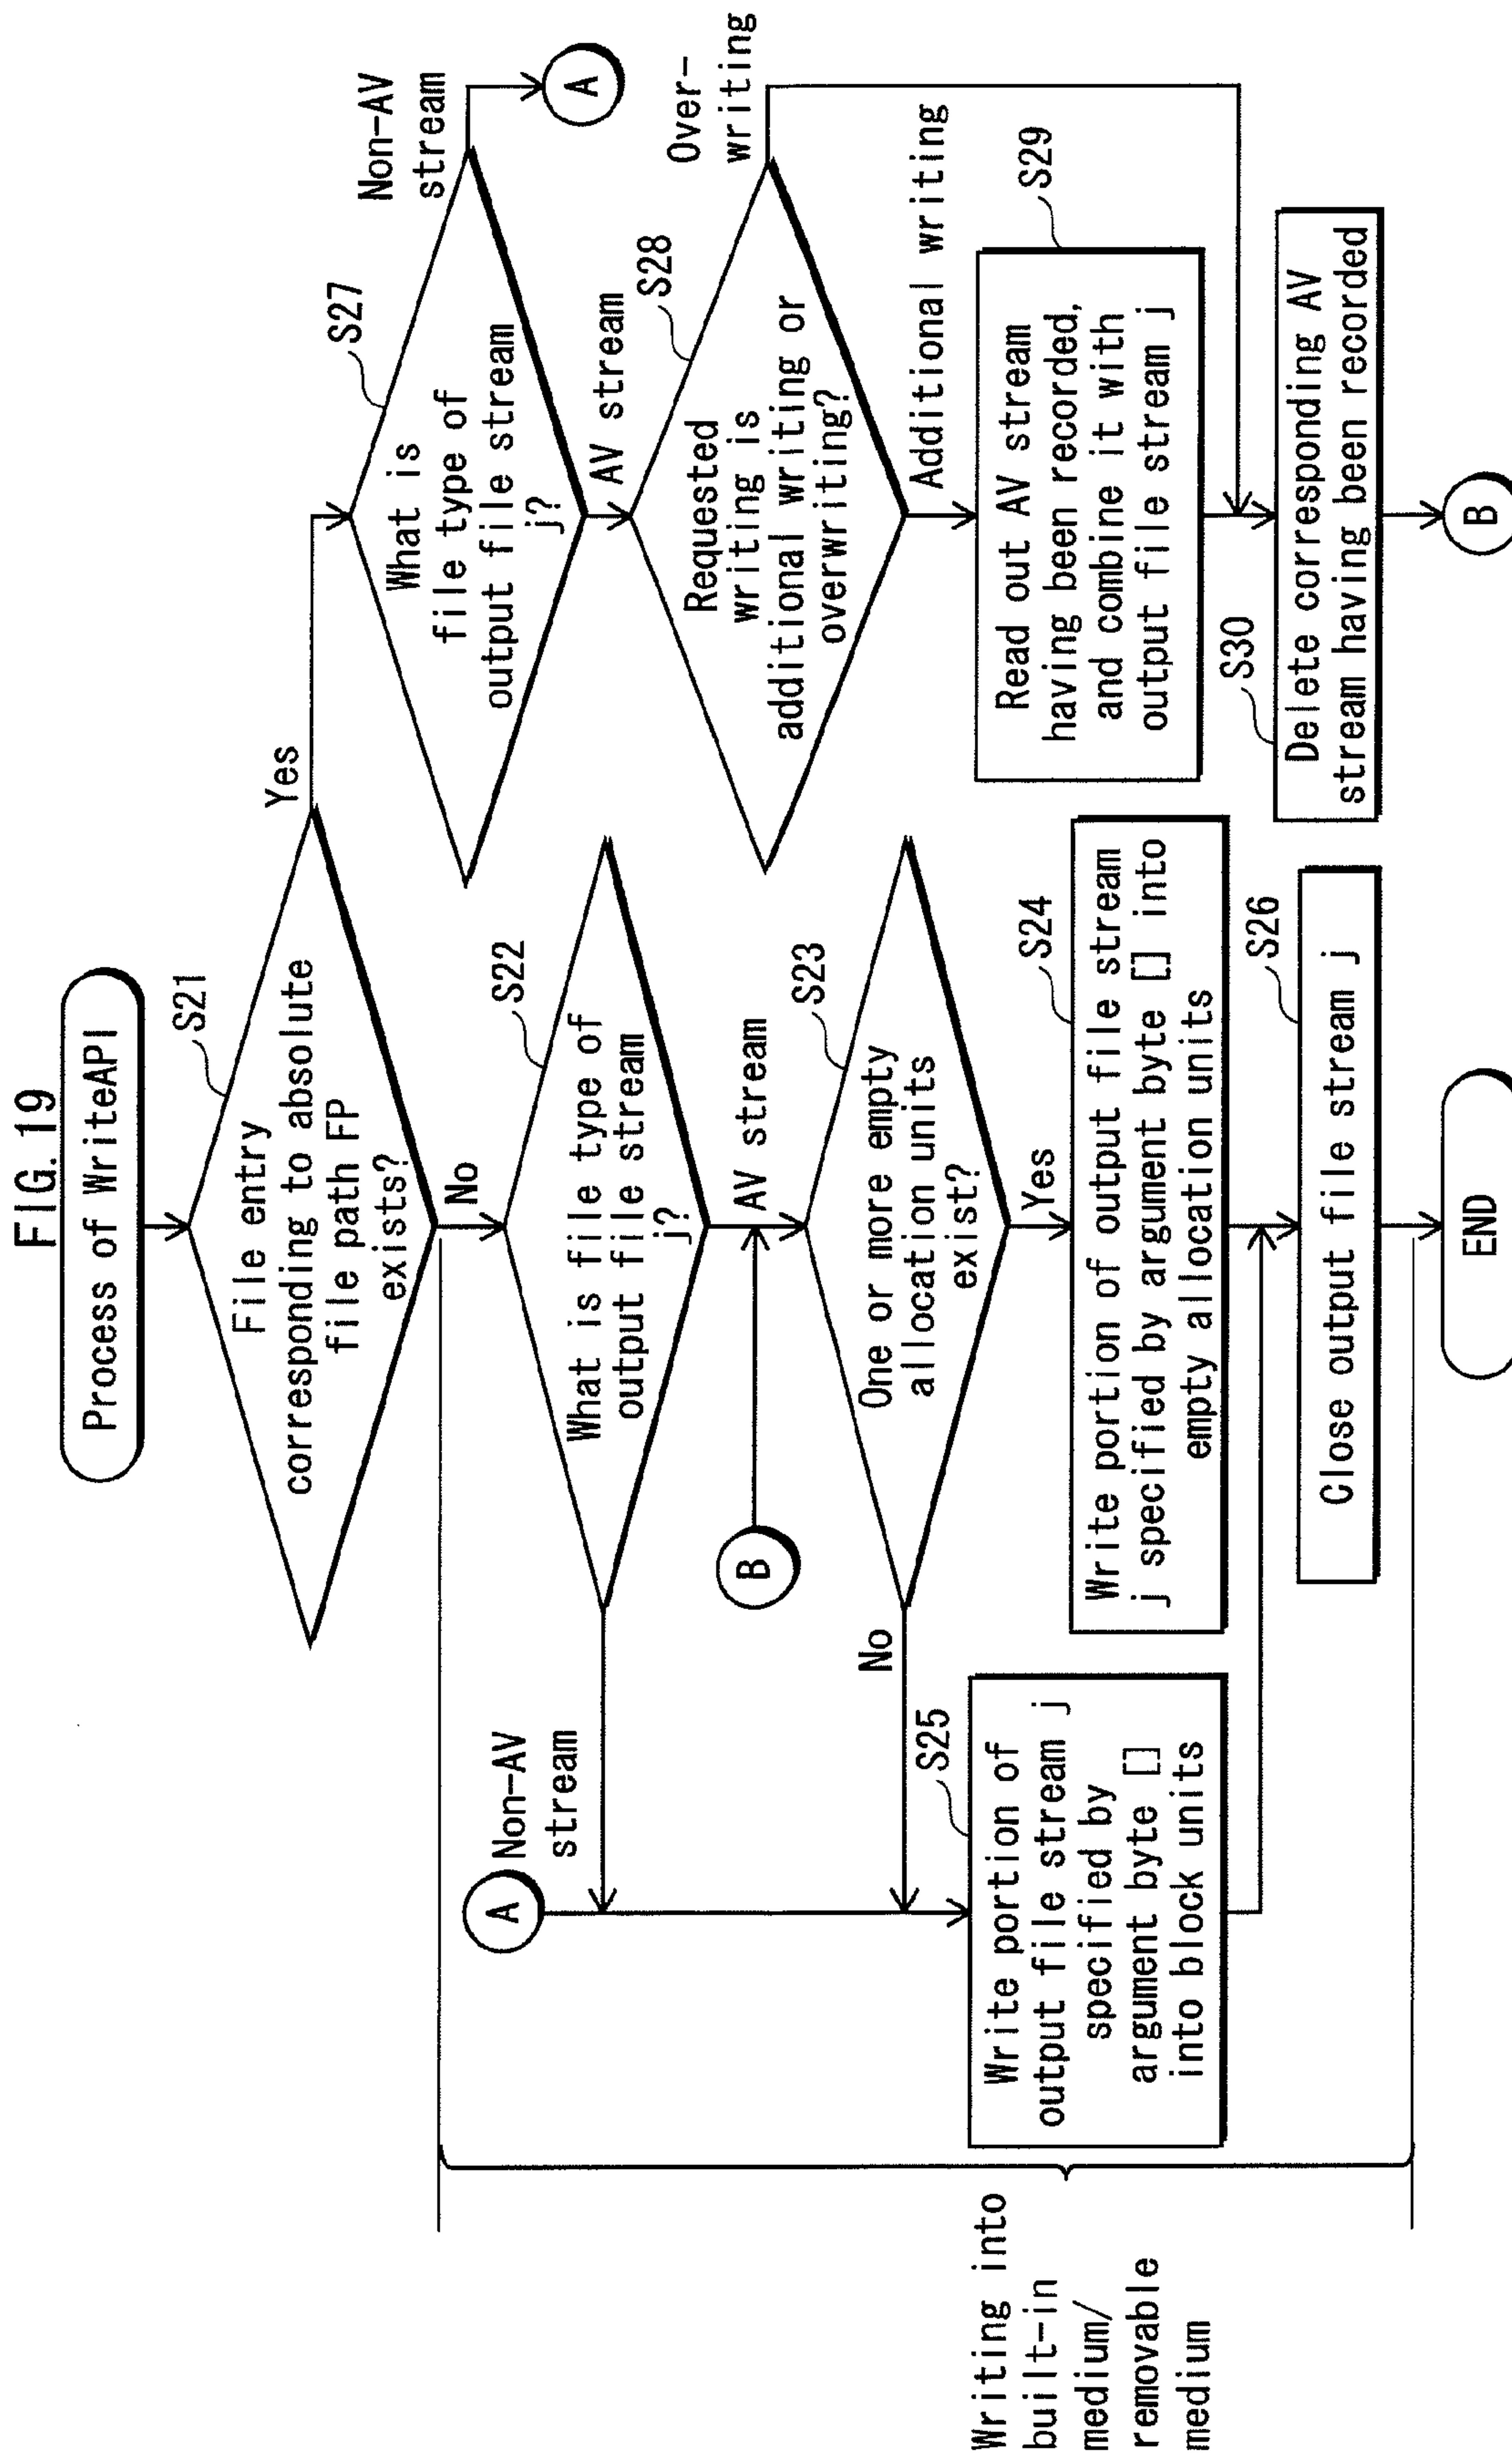 FIG. 19
Process of WriteAPI
S21
File entry
corresponding to absolute
file path FP
exists?
Yes
No
S22
What is file type of
output file stream
j?
Non-AV
stream
A
AV stream
B
S23
One or more empty
allocation units
exist?
No
Yes
S24
Write portion of output file stream
j specified by argument byte [] into
empty allocation units
S25
Write portion of
output file stream j
specified by
argument byte []
into block units
S26
Close output file stream j
END
Writing into
built-in
medium/
removable
medium
S27
What is
file type of
output file stream
j?
Non-AV
stream
A
AV stream
S28
Requested
writing is
additional writing or
overwriting?
Over-
writing
Additional writing
S29
Read out AV stream
having been recorded,
and combine it with
output file stream j
S30
Delete corresponding AV
stream having been recorded
B